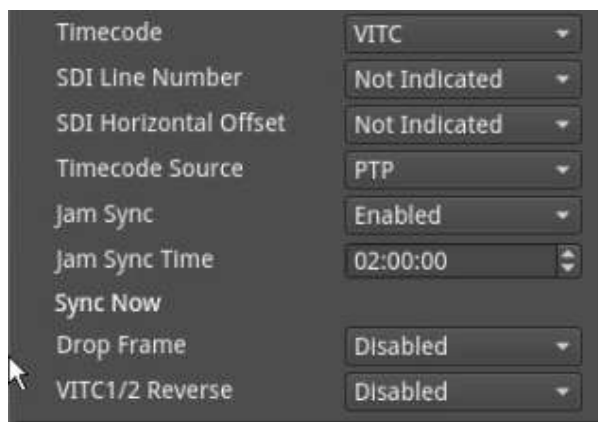 Timecode VITC
SDI Line Number Not Indicated
SDI Horizontal Offset Not Indicated
Timecode Source PTP
Jam Sync Enabled
Jam Sync Time 02:00:00
Sync Now
Drop Frame Disabled
VITC1/2 Reverse Disabled